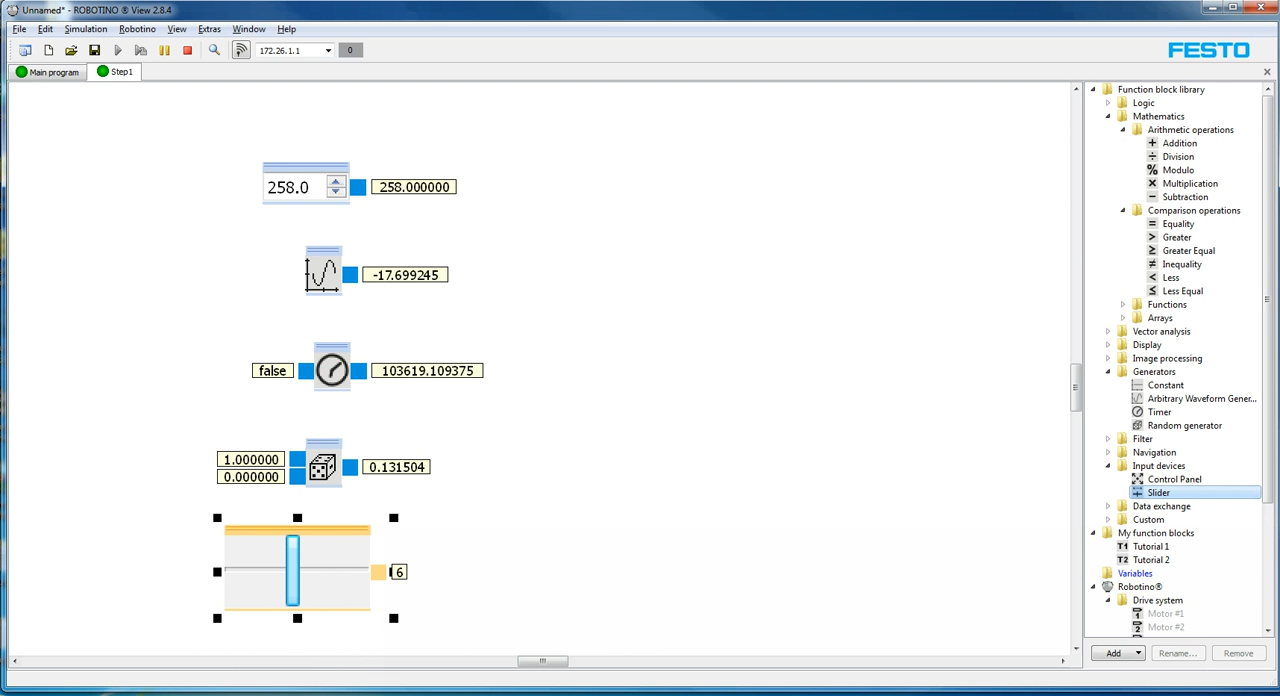 Unnamed* - ROBOTINO ® View 2.8.4
File Edit Simulation Robotino View Extras Window Help
172.26.1.1 0 FESTO
Main program Step1
258.0 258.000000
-17.699245
false 103619.109375
1.000000
0.000000
0.131504
6
Function block library
Logic
Mathematics
Arithmetic operations
Addition
Division
Modulo
Multiplication
Subtraction
Comparison operations
Equality
Greater
Greater Equal
Inequality
Less
Less Equal
Functions
Arrays
Vector analysis
Display
Image processing
Generators
Constant
Arbitrary Waveform Gener...
Timer
Random generator
Filter
Navigation
Input devices
Control Panel
Slider
Data exchange
Custom
My function blocks
T1 Tutorial 1
T2 Tutorial 2
Variables
Robotino®
Drive system
1 Motor #1
2 Motor #2
Add Rename... Remove